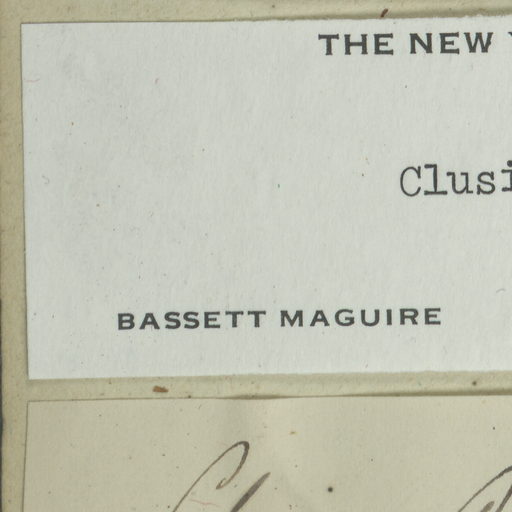 THE NEW
Clusi
BASSETT MAGUIRE